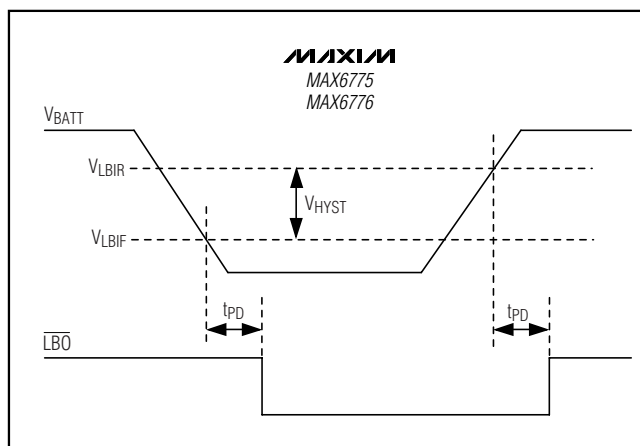 MAXIM
MAX6775
MAX6776
VBATT
VLBIR
VHYST
VLBIF
tPD
tPD
LBO